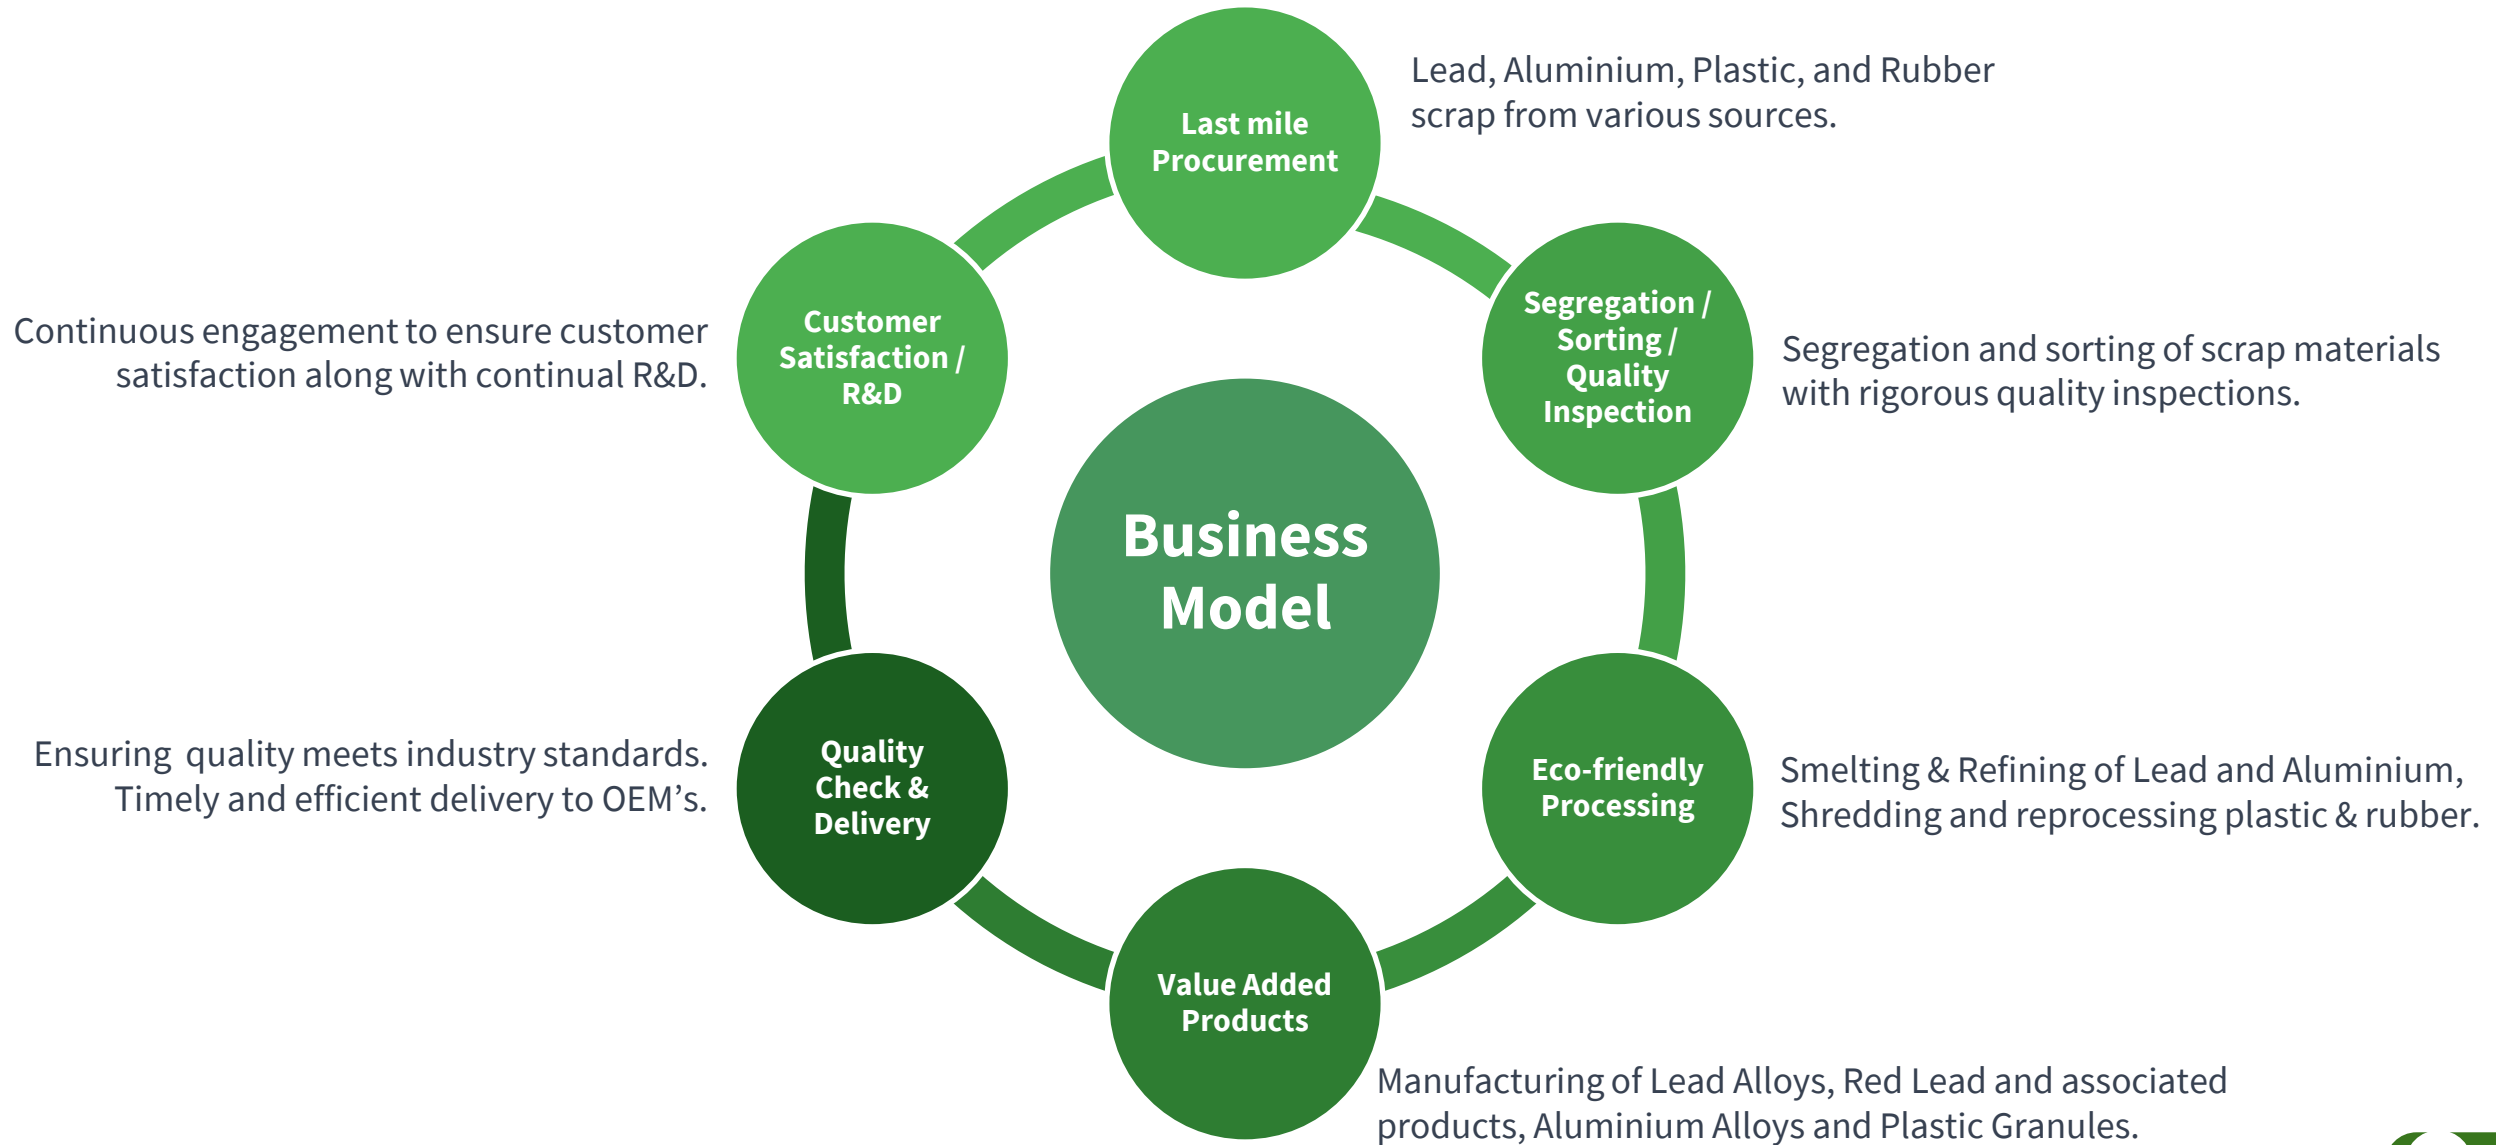 Last mile
Procurement
Lead, Aluminium, Plastic, and Rubber
scrap from various sources.
Segregation /
Sorting /
Quality
Inspection
Segregation and sorting of scrap materials
with rigorous quality inspections.
Eco-friendly
Processing
Smelting & Refining of Lead and Aluminium,
Shredding and reprocessing plastic & rubber.
Value Added
Products
Manufacturing of Lead Alloys, Red Lead and associated
products, Aluminium Alloys and Plastic Granules.
Quality
Check &
Delivery
Ensuring  quality meets industry standards.
Timely and efficient delivery to OEM’s.
Customer
Satisfaction /
R&D
Continuous engagement to ensure customer
satisfaction along with continual R&D.
Business
Model